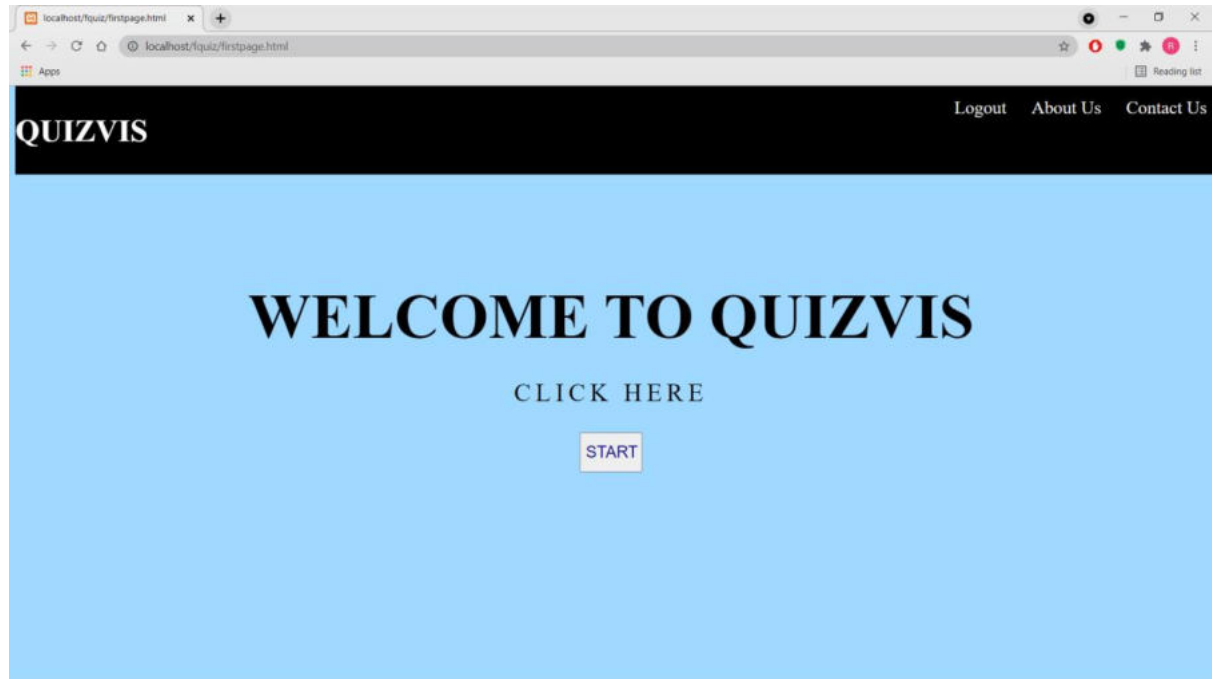 localhost/fquiz/firstpage.html
localhost/fquiz/firstpage.html
R
Apps
Reading list
QUIZVIS
Logout About Us Contact Us
WELCOME TO QUIZVIS
CLICK HERE
START